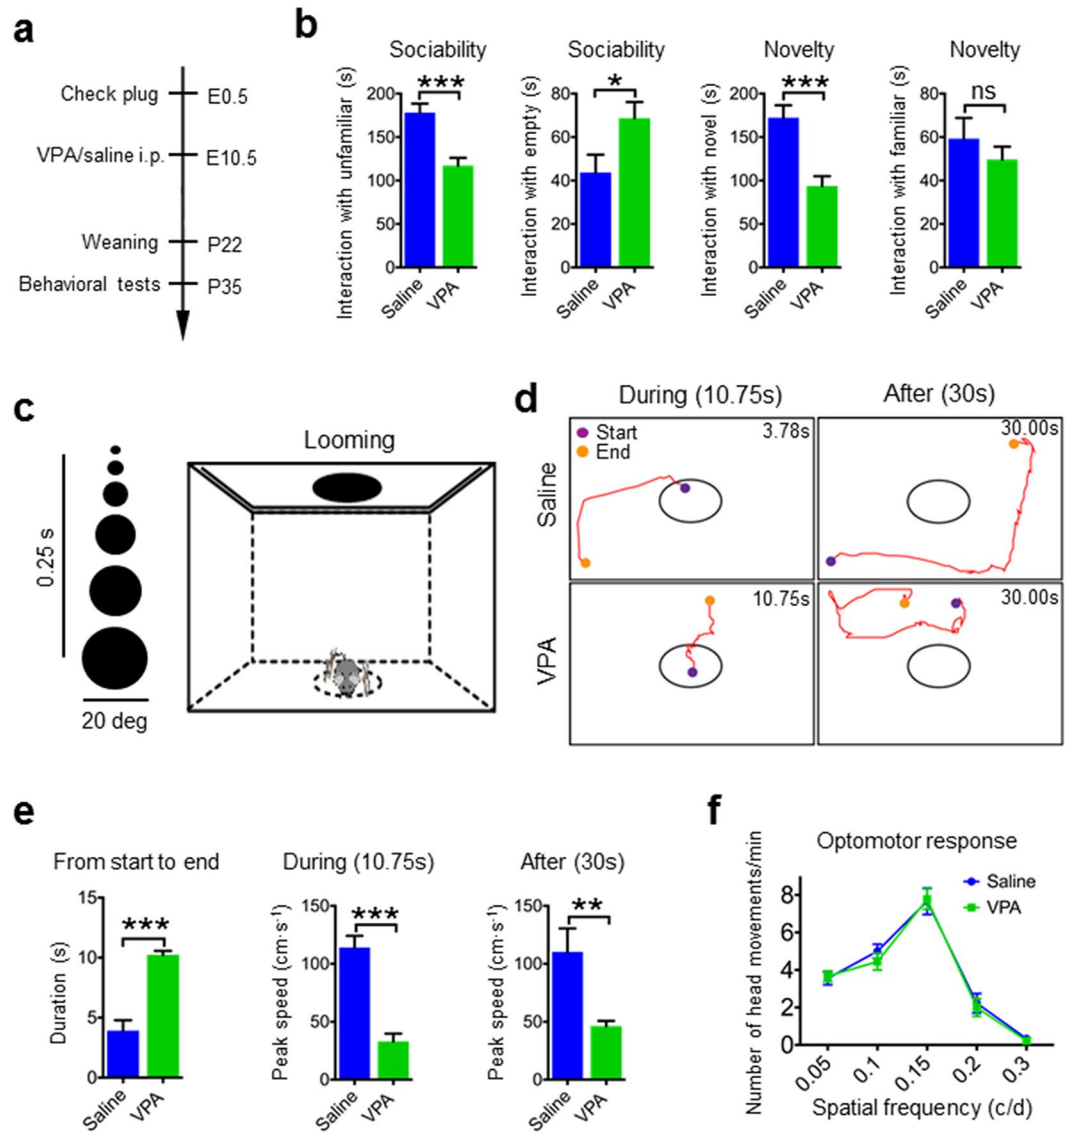 a
Check plug E0.5
VPA/saline i.p. E10.5
Weaning P22
Behavioral tests P35
b
Sociability
Interaction with unfamiliar (s)
200
150
100
50
0
***
Saline VPA
Sociability
Interaction with empty (s)
80
60
40
20
0
*
Saline VPA
Novelty
Interaction with novel (s)
200
150
100
50
0
***
Saline VPA
Novelty
Interaction with familiar (s)
80
60
40
20
0
ns
Saline VPA
c
0.25 s
20 deg
Looming
d
During (10.75s) After (30s)
Saline
Start
End
3.78s
30.00s
VPA
10.75s
30.00s
e
From start to end
Duration (s)
15
10
5
0
***
Saline VPA
During (10.75s)
Peak speed (cm·s⁻¹)
150
100
50
0
***
Saline VPA
After (30s)
Peak speed (cm·s⁻¹)
150
100
50
0
**
Saline VPA
f
Optomotor response
Number of head movements/min
8
6
4
2
0
Saline
VPA
0.05 0.1 0.15 0.2 0.3
Spatial frequency (c/d)